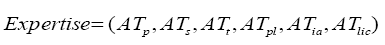 Expertise=(AT_p, AT_s, AT_t, AT_pl, AT_ia, AT_lic)